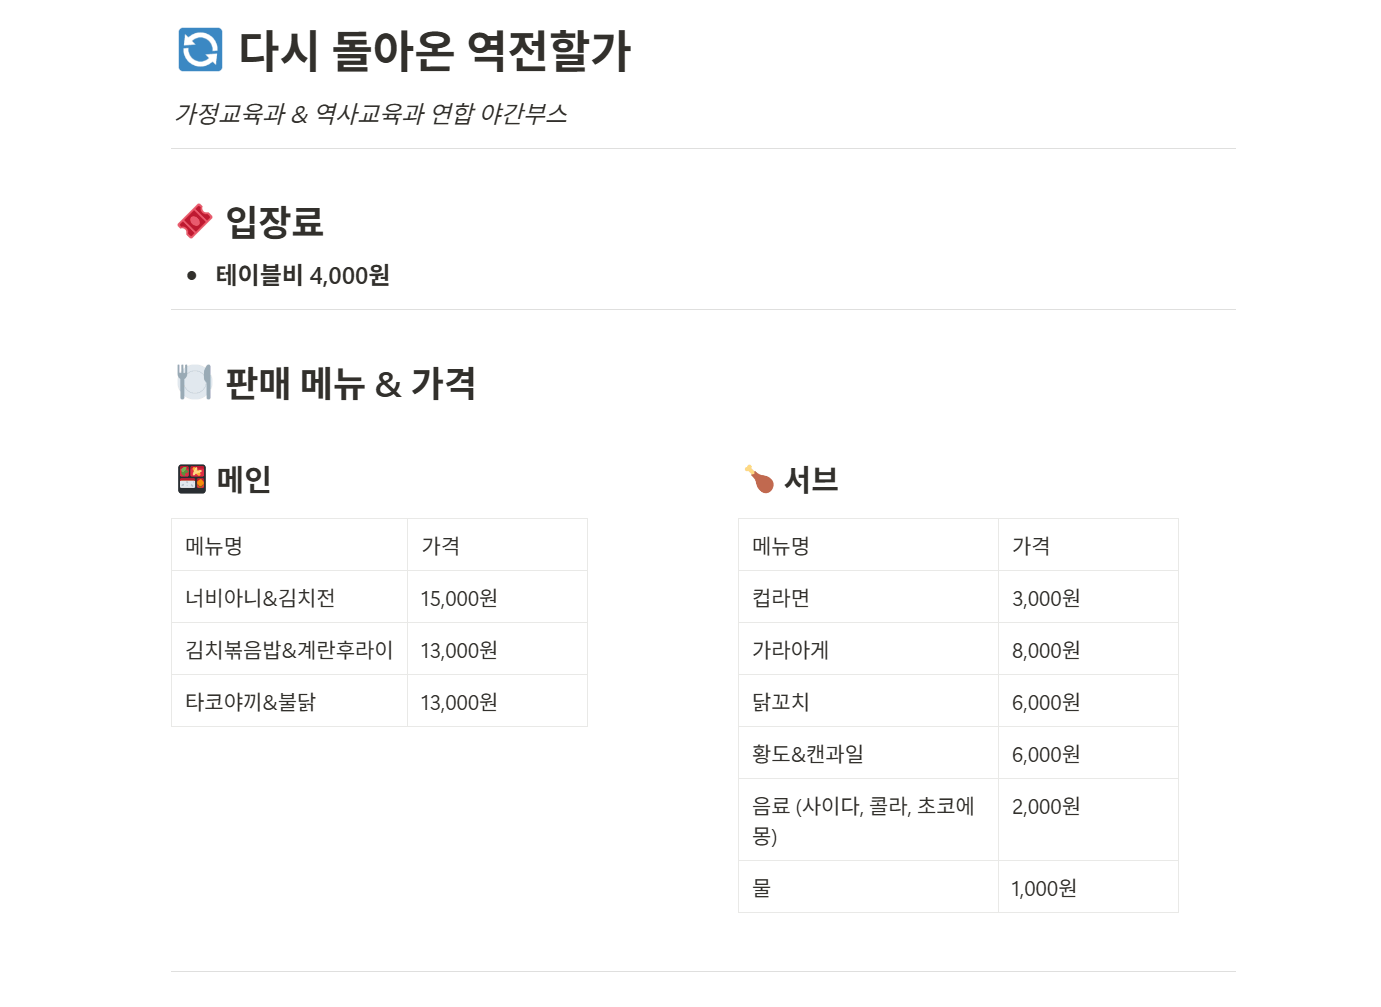 다시 돌아온 역전할가
가정교육과 & 역사교육과 연합 야간부스
입장료
• 테이블비 4,000원
판매 메뉴 & 가격
메인
메뉴명 가격
너비아니&김치전 15,000원
김치볶음밥&계란후라이 13,000원
타코야끼&불닭 13,000원
서브
메뉴명 가격
컵라면 3,000원
가라아게 8,000원
닭꼬치 6,000원
황도&캔과일 6,000원
음료 (사이다, 콜라, 초코에 2,000원
몽)
물 1,000원